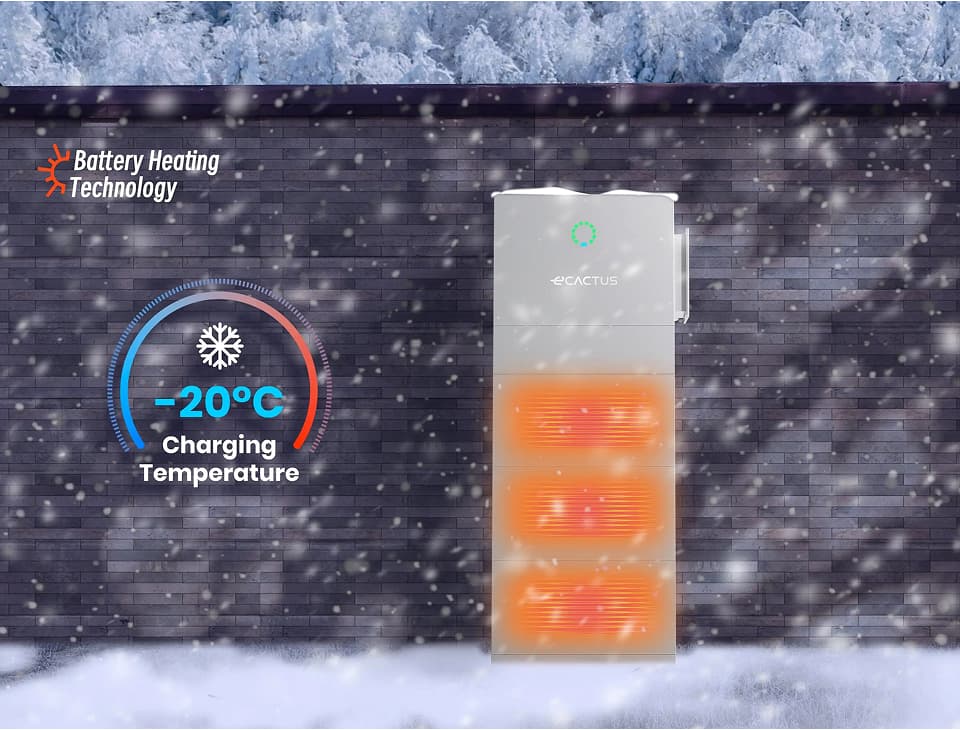 Battery Heating
Technology
eCACTUS
-20°C
Charging
Temperature